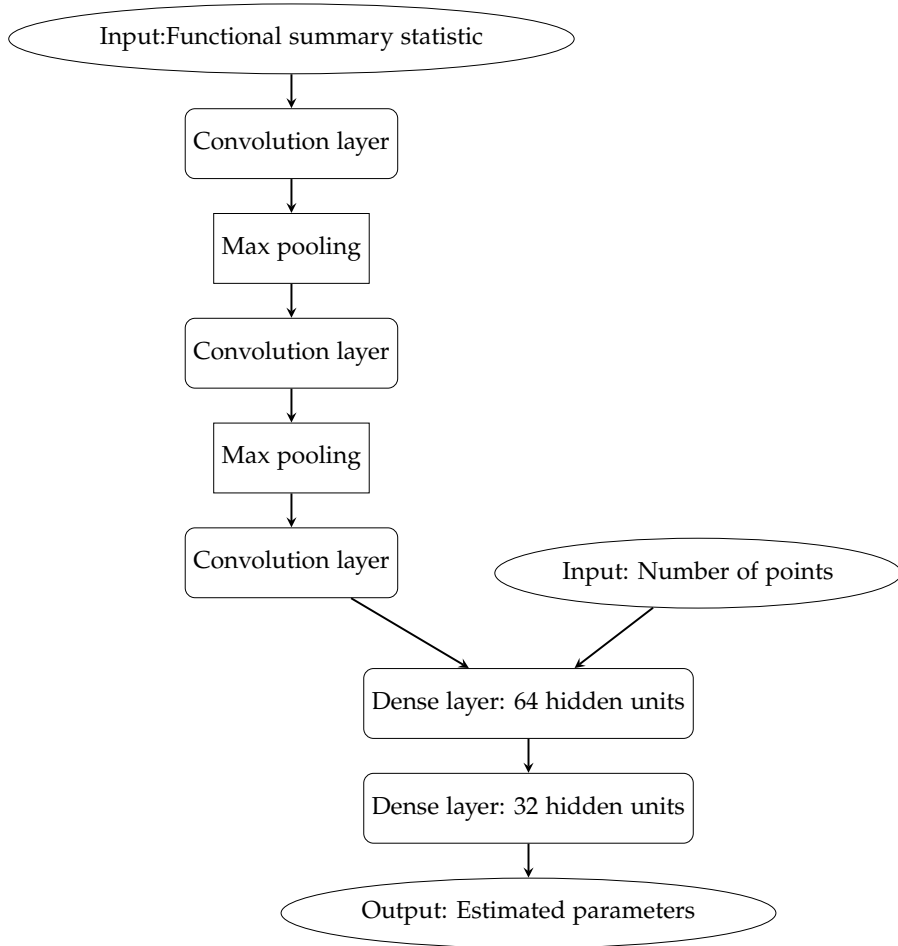 Input:Functional summary statistic
Convolution layer
Max pooling
Convolution layer
Max pooling
Convolution layer
Input: Number of points
Dense layer: 64 hidden units
Dense layer: 32 hidden units
Output: Estimated parameters